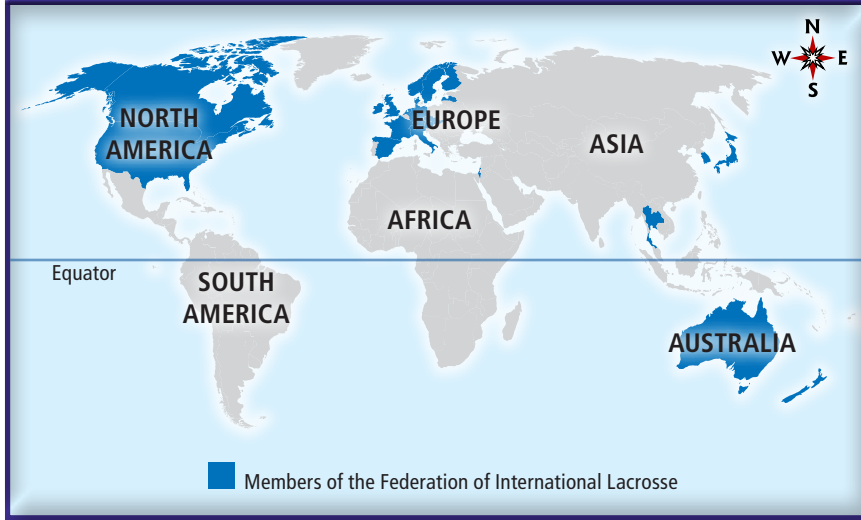 N
W E
S
NORTH
AMERICA
EUROPE
ASIA
AFRICA
Equator
SOUTH
AMERICA
AUSTRALIA
Members of the Federation of International Lacrosse